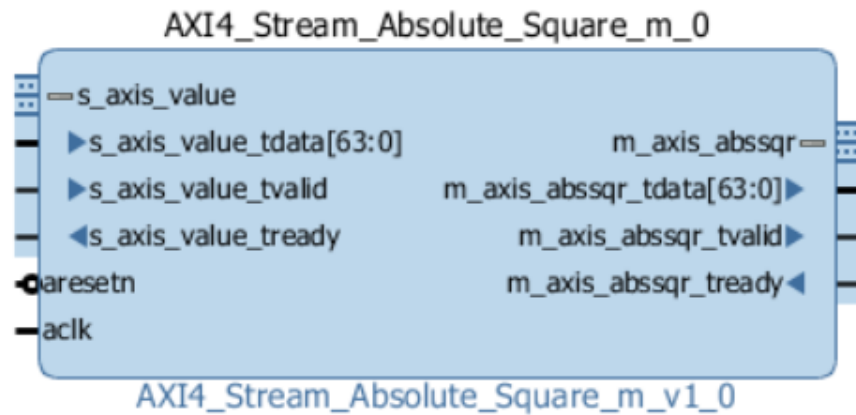 AXI4_Stream_Absolute_Square_m_0
s_axis_value
s_axis_value_tdata[63:0]
s_axis_value_tvalid
s_axis_value_tready
aresetn
aclk
m_axis_abssqr
m_axis_abssqr_tdata[63:0]
m_axis_abssqr_tvalid
m_axis_abssqr_tready
AXI4_Stream_Absolute_Square_m_v1_0